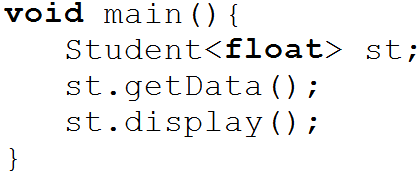 void main(){
   Student<float> st;
   st.getData();
   st.display();
}